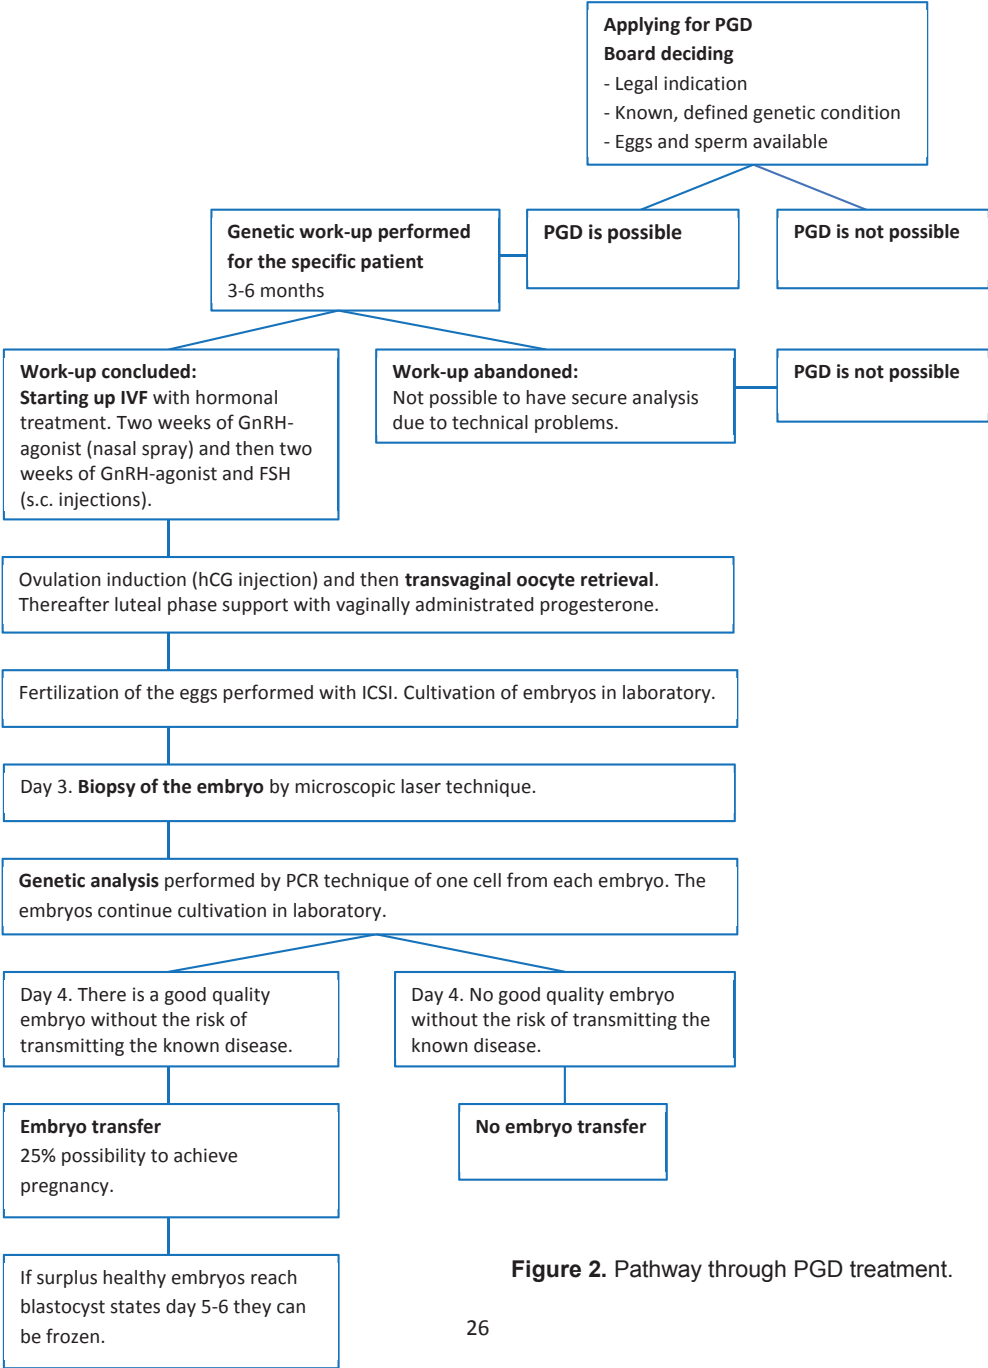 Applying for PGD
Board deciding
- Legal indication
- Known, defined genetic condition
- Eggs and sperm available
Genetic work-up performed
for the specific patient
3-6 months
PGD is possible
PGD is not possible
Work-up concluded:
Starting up IVF with hormonal
treatment. Two weeks of GnRH-
agonist (nasal spray) and then two
weeks of GnRH-agonist and FSH
(s.c. injections).
Work-up abandoned:
Not possible to have secure analysis
due to technical problems.
PGD is not possible
Ovulation induction (hCG injection) and then transvaginal oocyte retrieval.
Thereafter luteal phase support with vaginally administrated progesterone.
Fertilization of the eggs performed with ICSI. Cultivation of embryos in laboratory.
Day 3. Biopsy of the embryo by microscopic laser technique.
Genetic analysis performed by PCR technique of one cell from each embryo. The
embryos continue cultivation in laboratory.
Day 4. There is a good quality
embryo without the risk of
transmitting the known disease.
Day 4. No good quality embryo
without the risk of transmitting the
known disease.
Embryo transfer
25% possibility to achieve
pregnancy.
No embryo transfer
If surplus healthy embryos reach
blastocyst states day 5-6 they can
be frozen.
Figure 2. Pathway through PGD treatment.
26